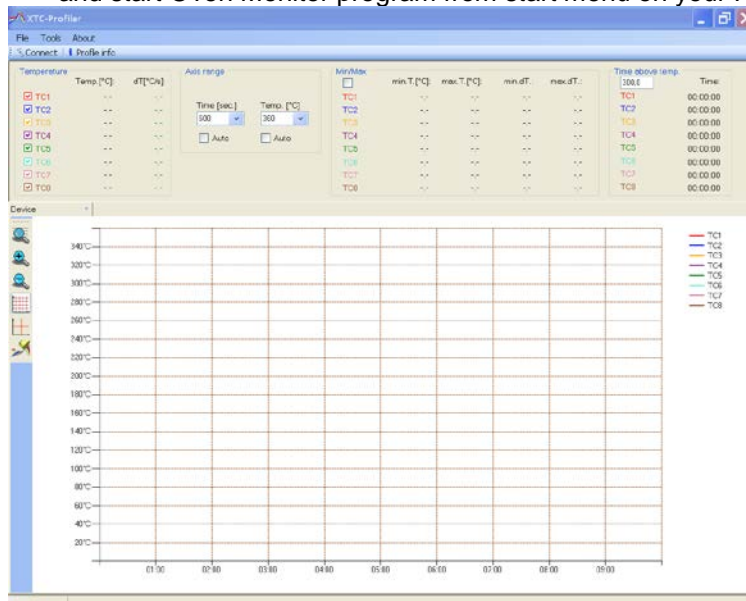 and start Oven Monitor program from start menu on your
XTC-Profiler
File Tools About
Connect Profile info
Temperature Axis range Min/Max Time above temp.
Temp.[°C]: dT[°C/s] min.T.[°C]: max.T.[°C]: min.dT.: max.dT.: 300,0 Time:
TC1 -.- -.- TC1 -.- -.- -.- -.- TC1 00:00:00
Time [sec.] Temp. [°C]
TC2 -.- -.- TC2 -.- -.- -.- -.- TC2 00:00:00
600 360
TC3 -.- -.- TC3 -.- -.- -.- -.- TC3 00:00:00
TC4 -.- -.- Auto Auto TC4 -.- -.- -.- -.- TC4 00:00:00
TC5 -.- -.- TC5 -.- -.- -.- -.- TC5 00:00:00
TC6 -.- -.- TC6 -.- -.- -.- -.- TC6 00:00:00
TC7 -.- -.- TC7 -.- -.- -.- -.- TC7 00:00:00
TC8 -.- -.- TC8 -.- -.- -.- -.- TC8 00:00:00
Device
TC1
TC2
TC3
TC4
TC5
TC6
TC7
TC8
340°C
320°C
300°C
280°C
260°C
240°C
220°C
200°C
180°C
160°C
140°C
120°C
100°C
80°C
60°C
40°C
20°C
01:00 02:00 03:00 04:00 05:00 06:00 07:00 08:00 09:00